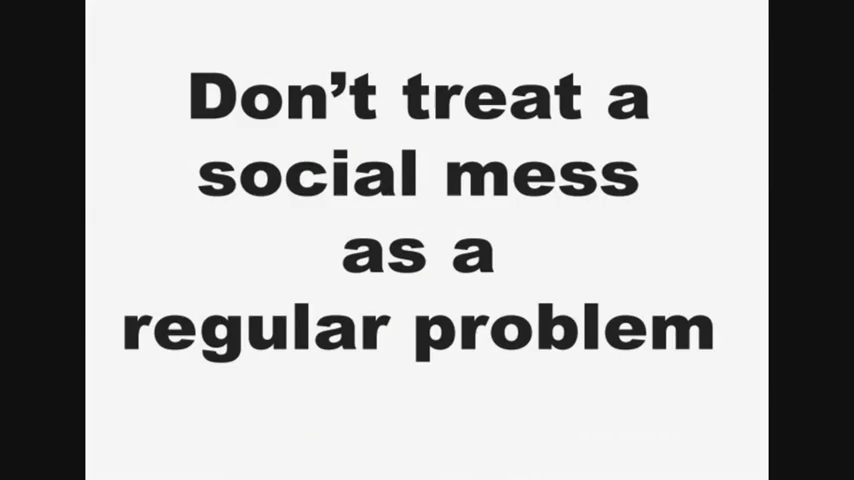 Don’t treat a
social mess
as a
regular problem